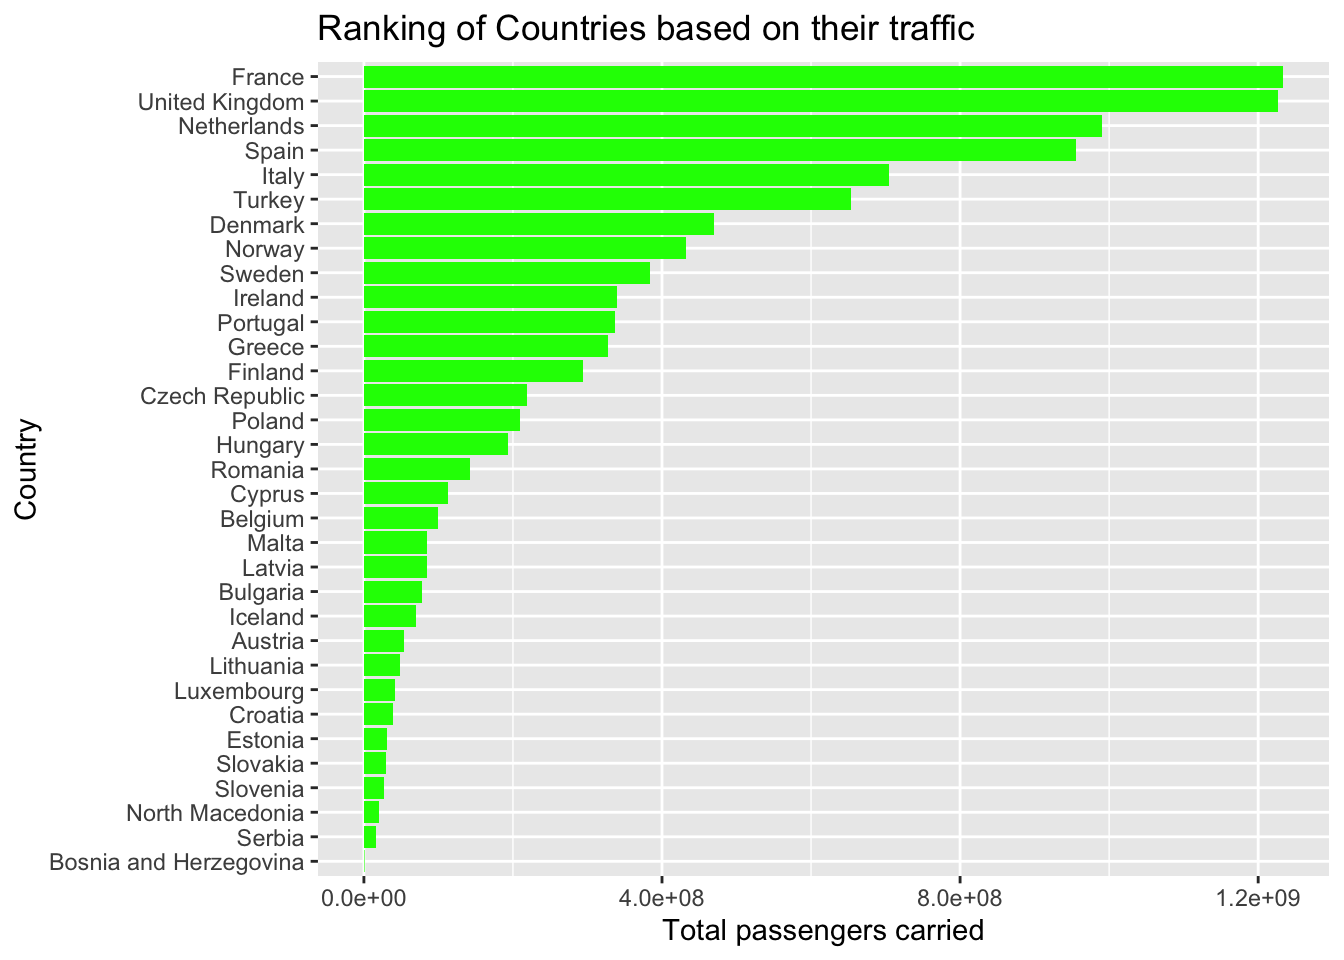 Ranking of Countries based on their traffic
France
United Kingdom
Netherlands
Spain
Italy
Turkey
Denmark
Norway
Sweden
Ireland
Portugal
Greece
Finland
Czech Republic
Poland
Hungary
Romania
Cyprus
Belgium
Malta
Latvia
Bulgaria
Iceland
Austria
Lithuania
Luxembourg
Croatia
Estonia
Slovakia
Slovenia
North Macedonia
Serbia
Bosnia and Herzegovina
Country
0.0e+00 4.0e+08 8.0e+08 1.2e+09
Total passengers carried